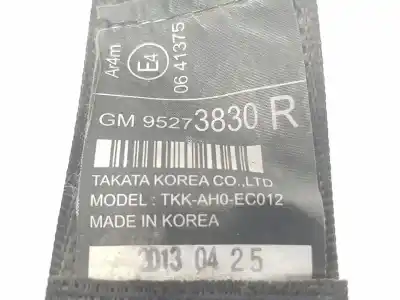 Ar4m E4 06 41375
GM 95273830 R
TAKATA KOREA CO.,LTD
MODEL : TKK-AH0-EC012
MADE IN KOREA
2013 04 25